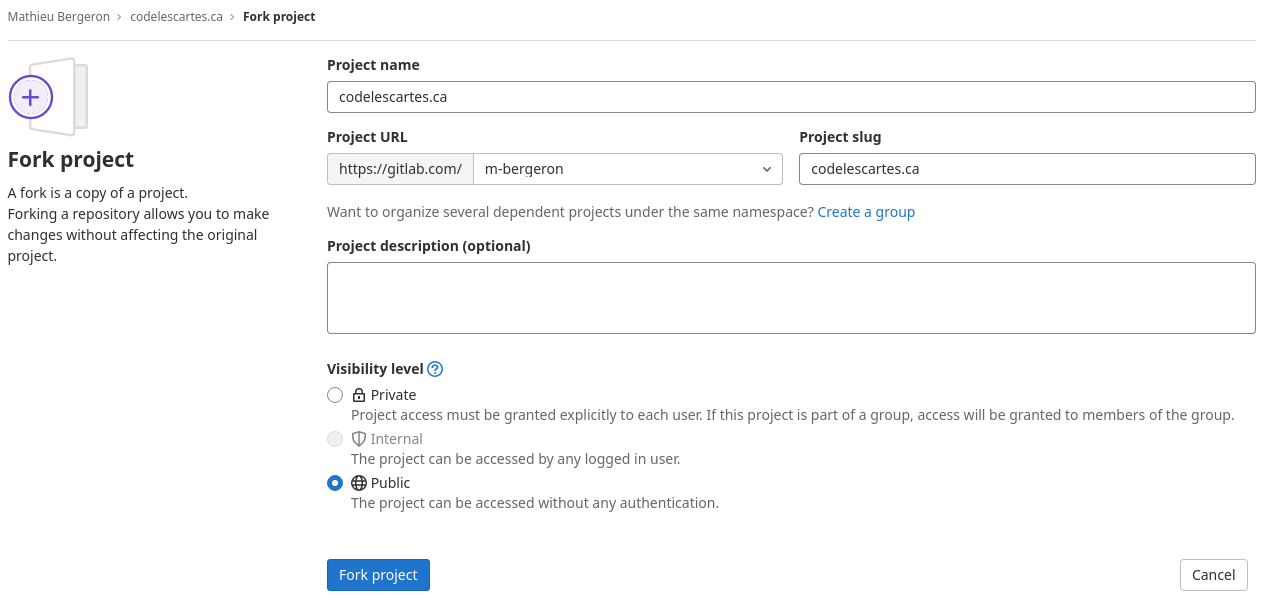 Mathieu Bergeron › codelescartes.ca › Fork project
Fork project
A fork is a copy of a project.
Forking a repository allows you to make
changes without affecting the original
project.
Project name
codelescartes.ca
Project URL
https://gitlab.com/ m-bergeron
Project slug
codelescartes.ca
Want to organize several dependent projects under the same namespace? Create a group
Project description (optional)
Visibility level ?
Private
Project access must be granted explicitly to each user. If this project is part of a group, access will be granted to members of the group.
Internal
The project can be accessed by any logged in user.
Public
The project can be accessed without any authentication.
Fork project
Cancel